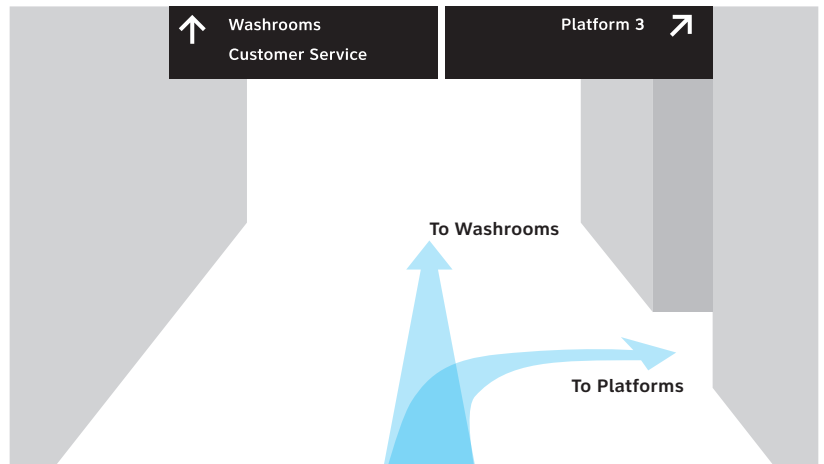 Washrooms
Customer Service
Platform 3
To Washrooms
To Platforms